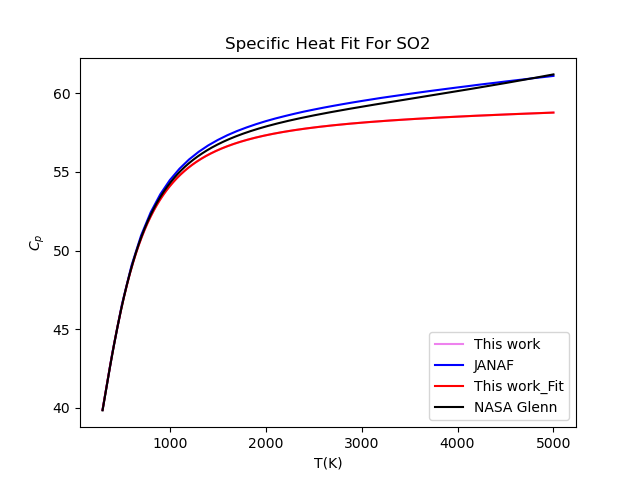 Specific Heat Fit For SO2
60
55
50
45
40
C_p
1000
2000
3000
4000
5000
T(K)
This work
JANAF
This work_Fit
NASA Glenn